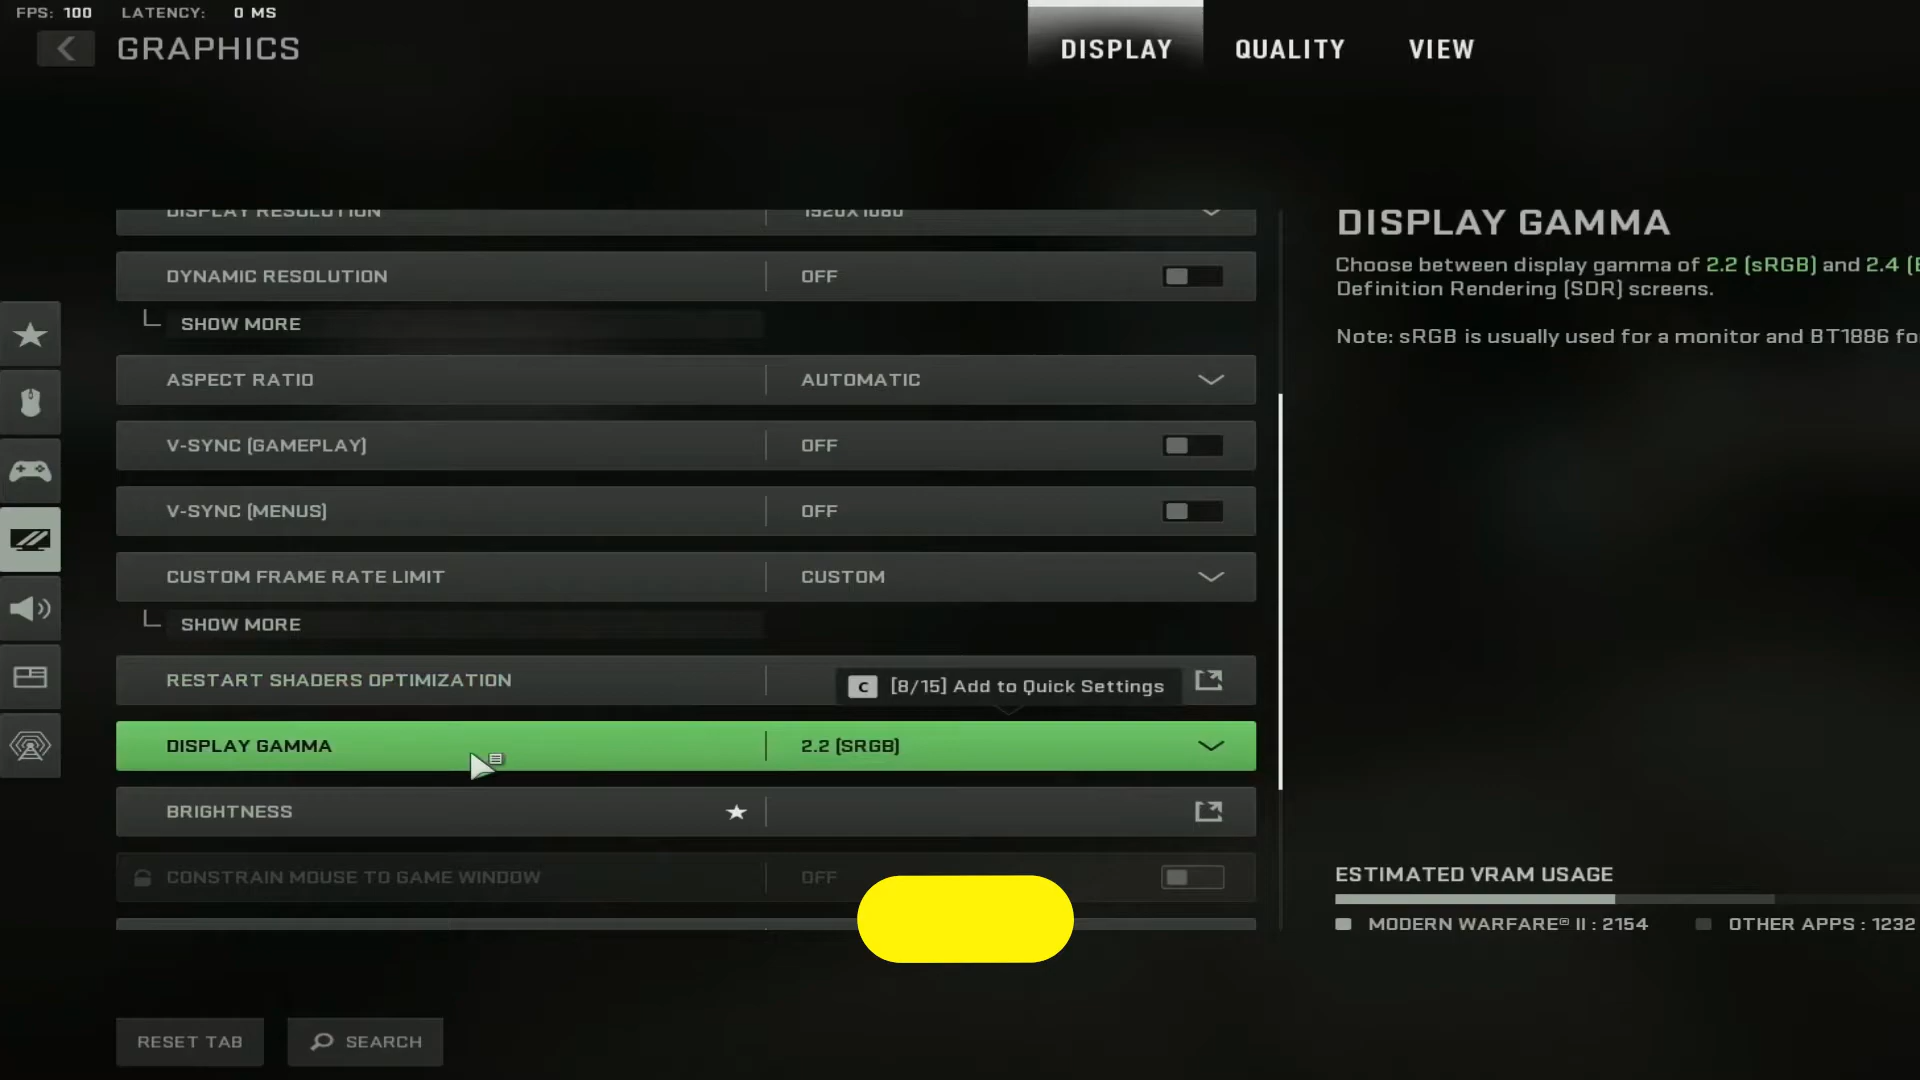 FPS: 100 LATENCY: 0 MS
GRAPHICS
DISPLAY QUALITY VIEW
DISPLAY RESOLUTION 1920X1080
DYNAMIC RESOLUTION OFF
SHOW MORE
ASPECT RATIO AUTOMATIC
V-SYNC (GAMEPLAY) OFF
V-SYNC (MENUS) OFF
CUSTOM FRAME RATE LIMIT CUSTOM
SHOW MORE
RESTART SHADERS OPTIMIZATION
C [8/15] Add to Quick Settings
DISPLAY GAMMA 2.2 (SRGB)
BRIGHTNESS
CONSTRAIN MOUSE TO GAME WINDOW OFF
RESET TAB SEARCH
DISPLAY GAMMA
Choose between display gamma of 2.2 (sRGB) and 2.4 (
Definition Rendering (SDR) screens.
Note: sRGB is usually used for a monitor and BT1886 fo
ESTIMATED VRAM USAGE
MODERN WARFARE® II : 2154 OTHER APPS : 1232